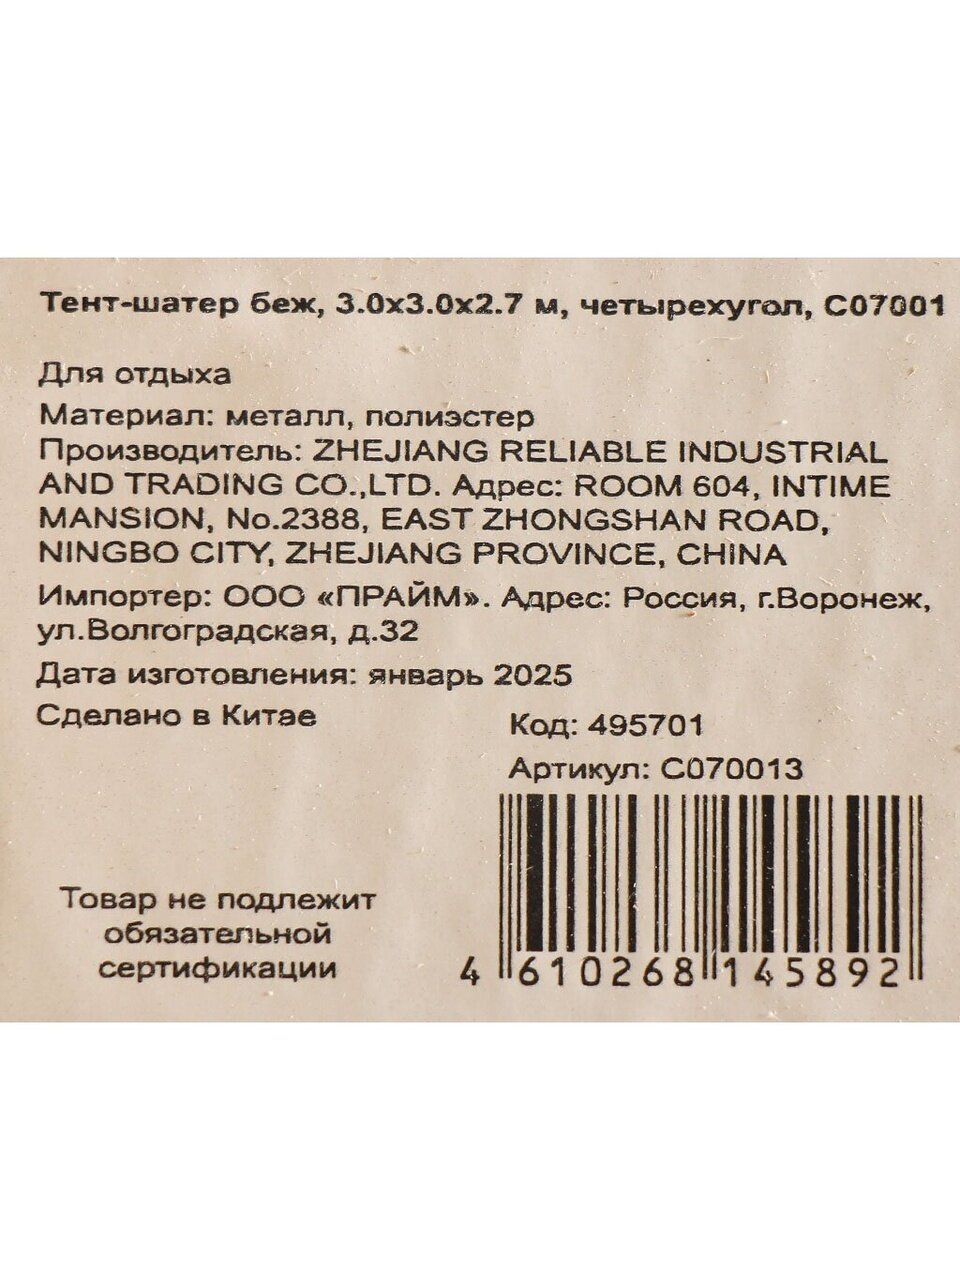 Тент-шатер беж, 3.0х3.0х2.7 м, четырехугол, С07001
Для отдыха
Материал: металл, полиэстер
Производитель: ZHEJIANG RELIABLE INDUSTRIAL
AND TRADING CO.,LTD. Адрес: ROOM 604, INTIME
MANSION, No.2388, EAST ZHONGSHAN ROAD,
NINGBO CITY, ZHEJIANG PROVINCE, CHINA
Импортер: ООО «ПРАЙМ». Адрес: Россия, г.Воронеж,
ул.Волгоградская, д.32
Дата изготовления: январь 2025
Сделано в Китае
Код: 495701
Артикул: С070013
Товар не подлежит
обязательной
сертификации
4 610268 145892